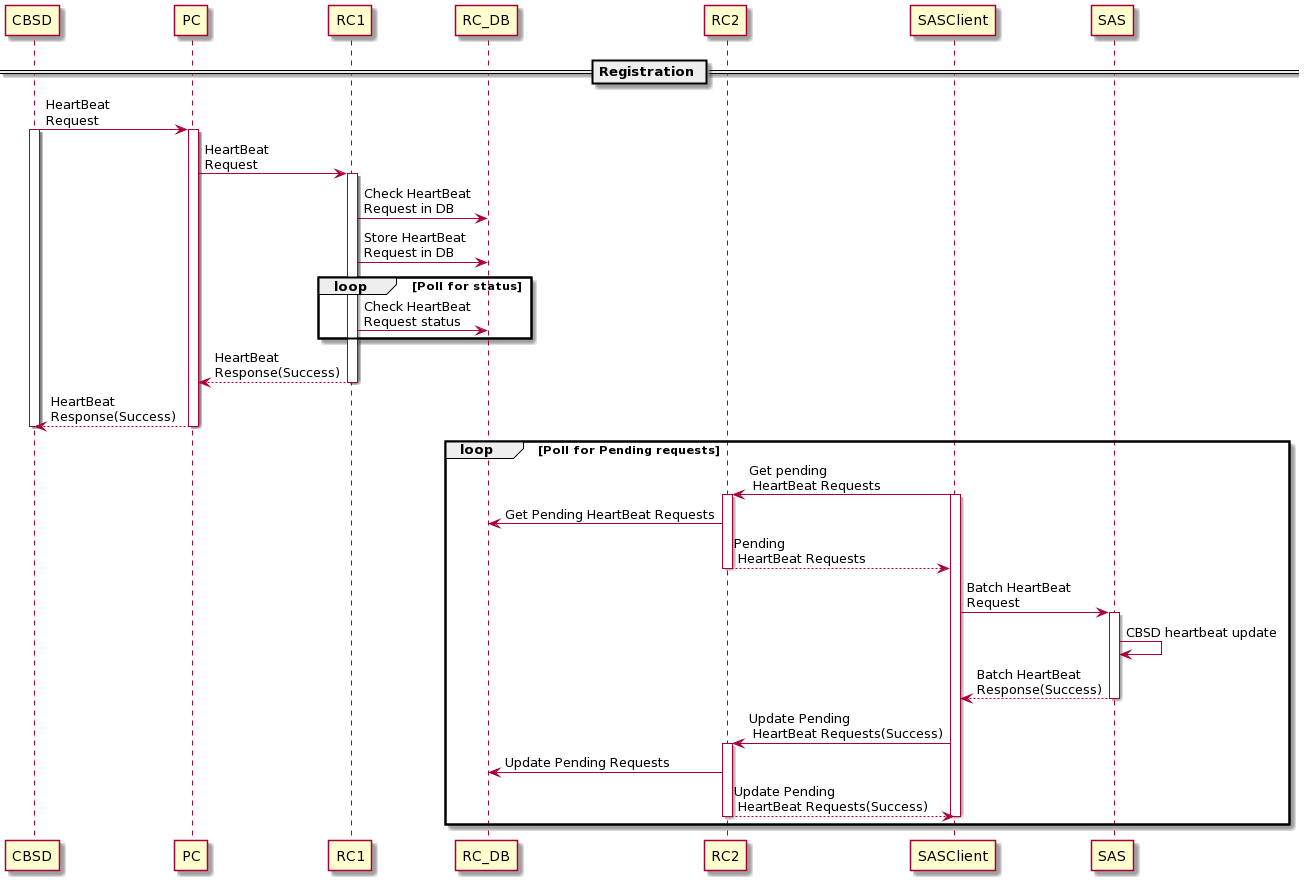 CBSD
PC
RC1
RC_DB
RC2
SASClient
SAS
Registration
HeartBeat
Request
HeartBeat
Request
Check HeartBeat
Request in DB
Store HeartBeat
Request in DB
loop
[Poll for status]
Check HeartBeat
Request status
HeartBeat
Response(Success)
HeartBeat
Response(Success)
loop
[Poll for Pending requests]
Get pending
HeartBeat Requests
Get Pending HeartBeat Requests
Pending
HeartBeat Requests
Batch HeartBeat
Request
CBSD heartbeat update
Batch HeartBeat
Response(Success)
Update Pending
HeartBeat Requests(Success)
Update Pending Requests
Update Pending
HeartBeat Requests(Success)
CBSD
PC
RC1
RC_DB
RC2
SASClient
SAS